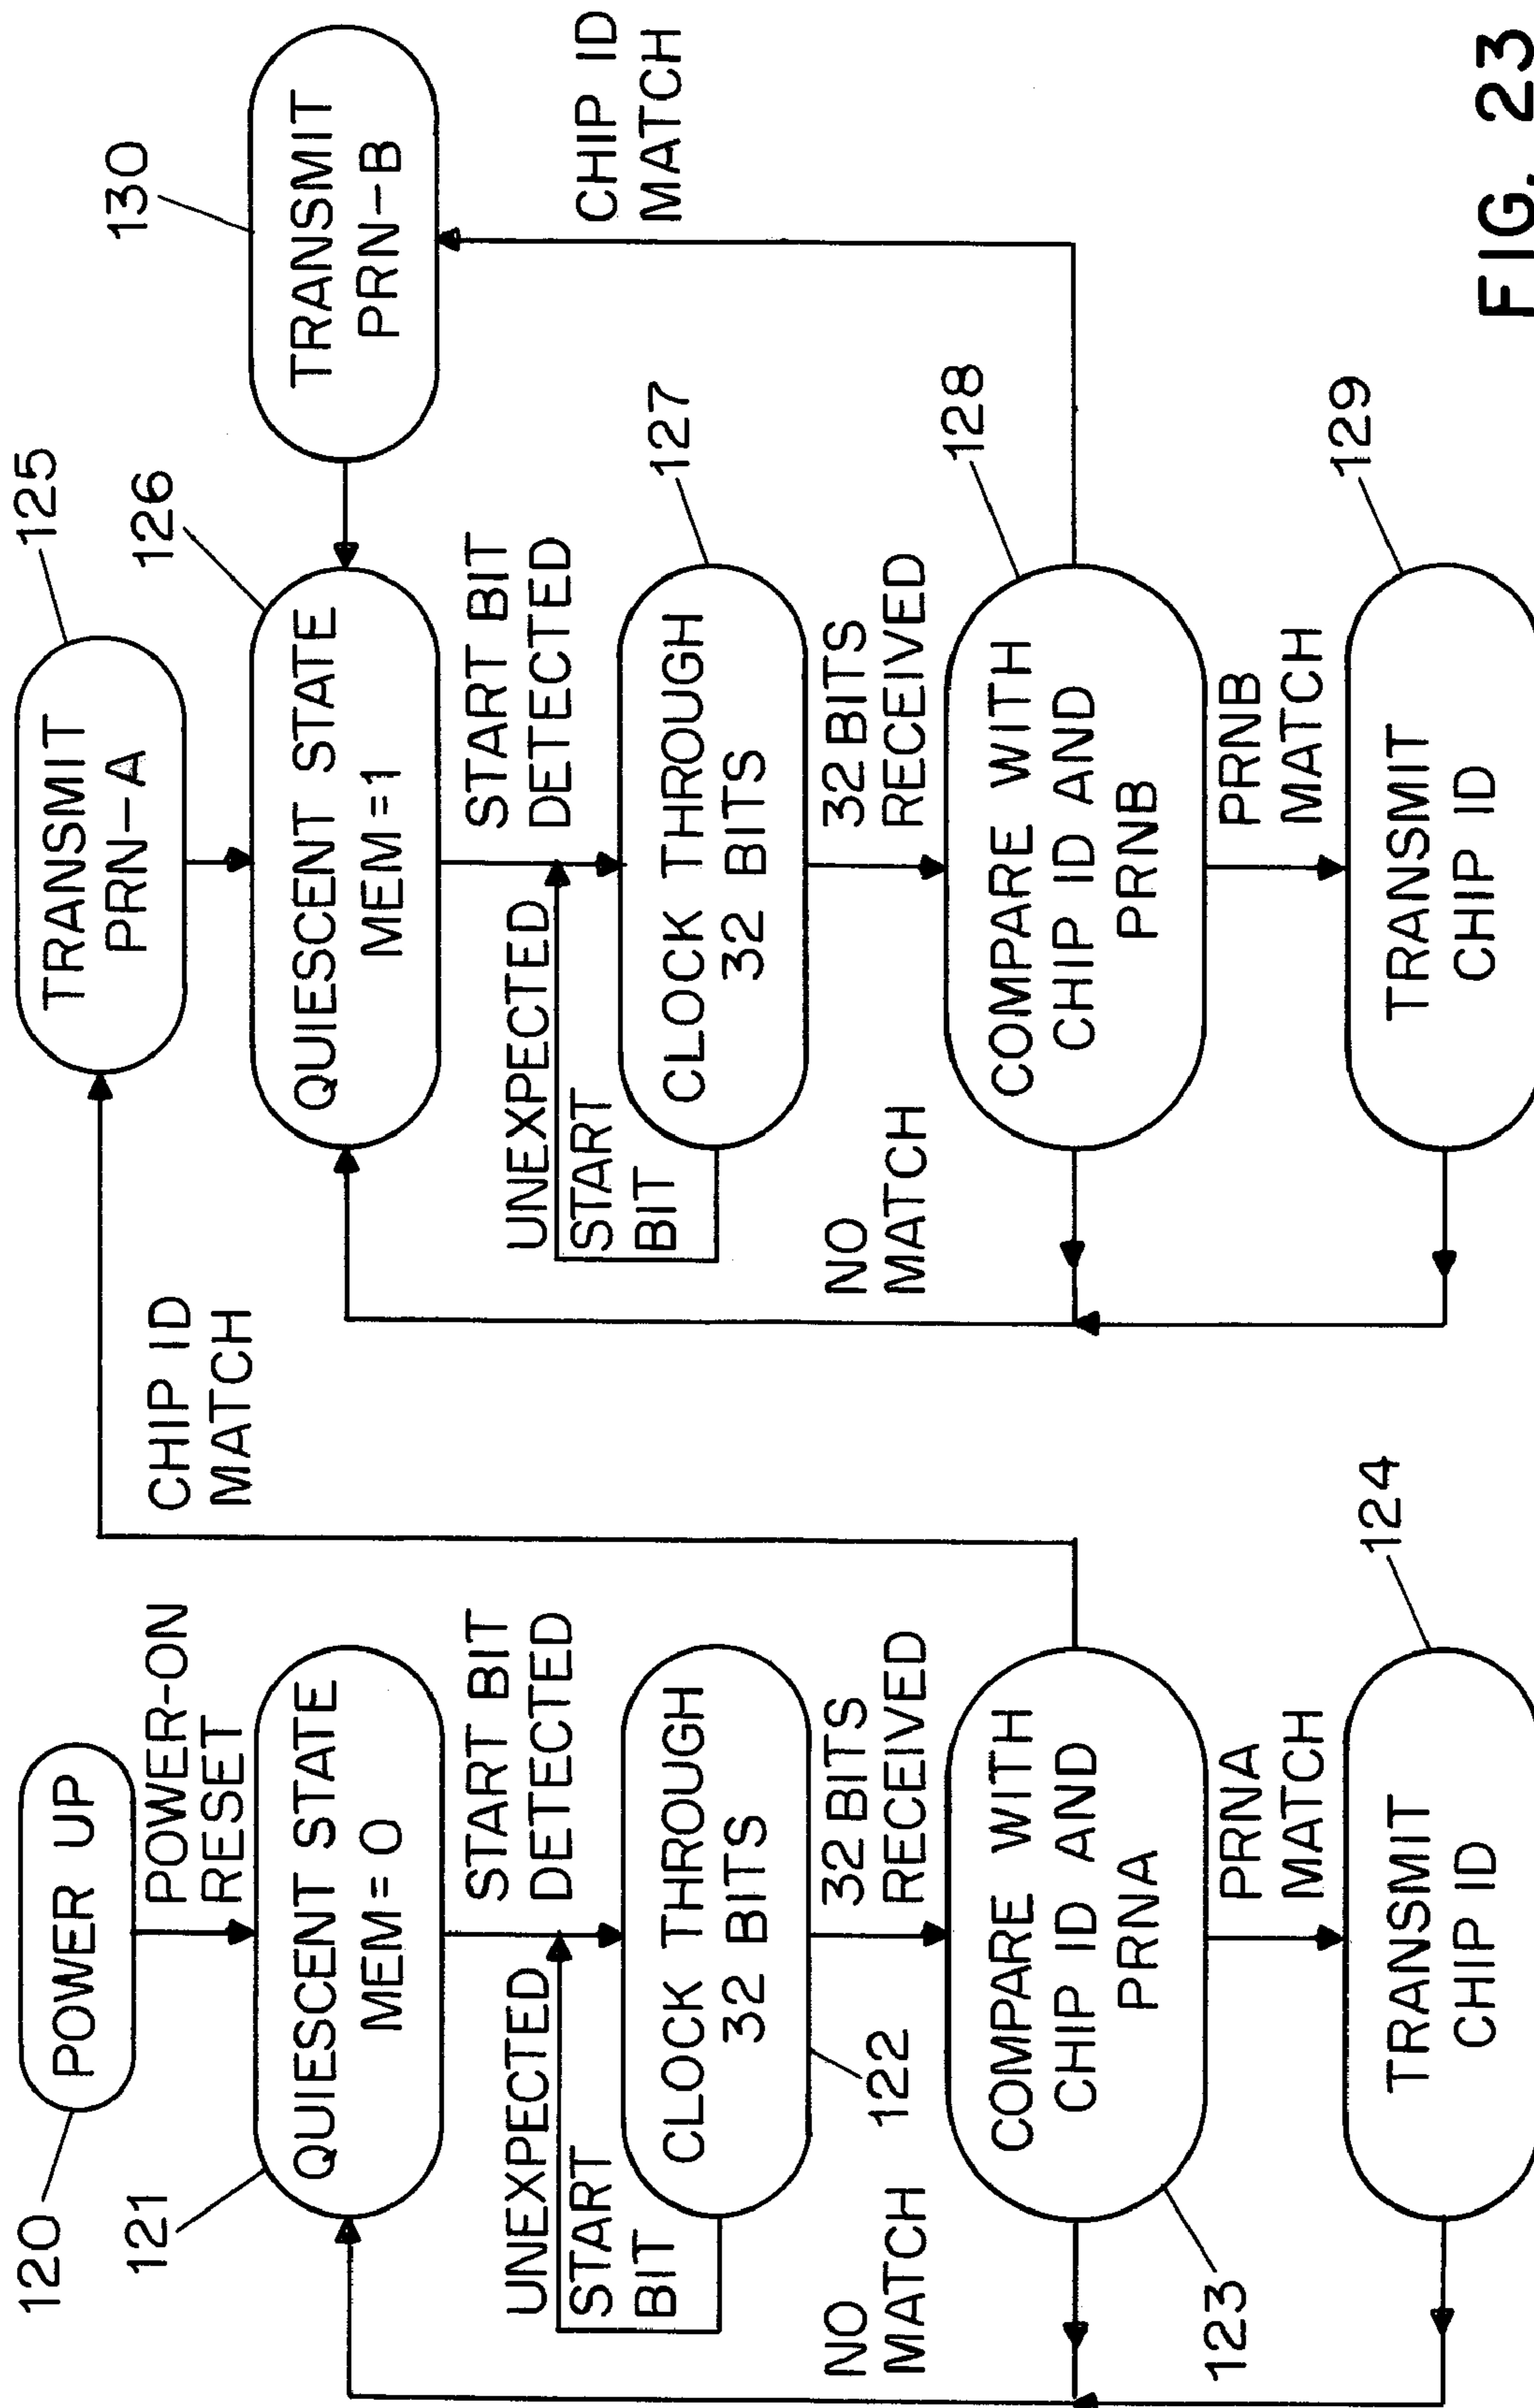 120
POWER UP
POWER-ON
RESET
121
QUIESCENT STATE
MEM = 0
START BIT
DETECTED
UNEXPECTED
START
BIT
CLOCK THROUGH
32 BITS
122
32 BITS
RECEIVED
NO
MATCH
COMPARE WITH
CHIP ID AND
PRNA
123
PRNA
MATCH
TRANSMIT
CHIP ID
124
CHIP ID
MATCH
125
TRANSMIT
PRN-A
126
QUIESCENT STATE
MEM=1
130
TRANSMIT
PRN-B
START BIT
DETECTED
UNEXPECTED
START
BIT
CLOCK THROUGH
32 BITS
127
32 BITS
RECEIVED
NO
MATCH
COMPARE WITH
CHIP ID AND
PRNB
128
CHIP ID
MATCH
PRNB
MATCH
TRANSMIT
CHIP ID
129
FIG. 23